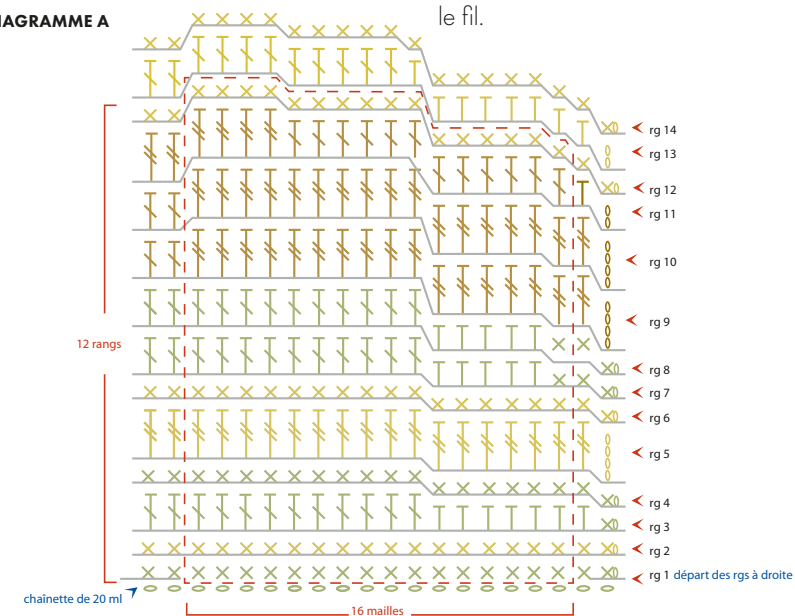 le fil.
AGRAMME A
rg 14
rg 13
rg 12
rg 11
rg 10
rg 9
12 rangs
rg 8
rg 7
rg 6
rg 5
rg 4
rg 3
rg 2
rg 1 départ des rgs à droite
chaînette de 20 ml
16 mailles